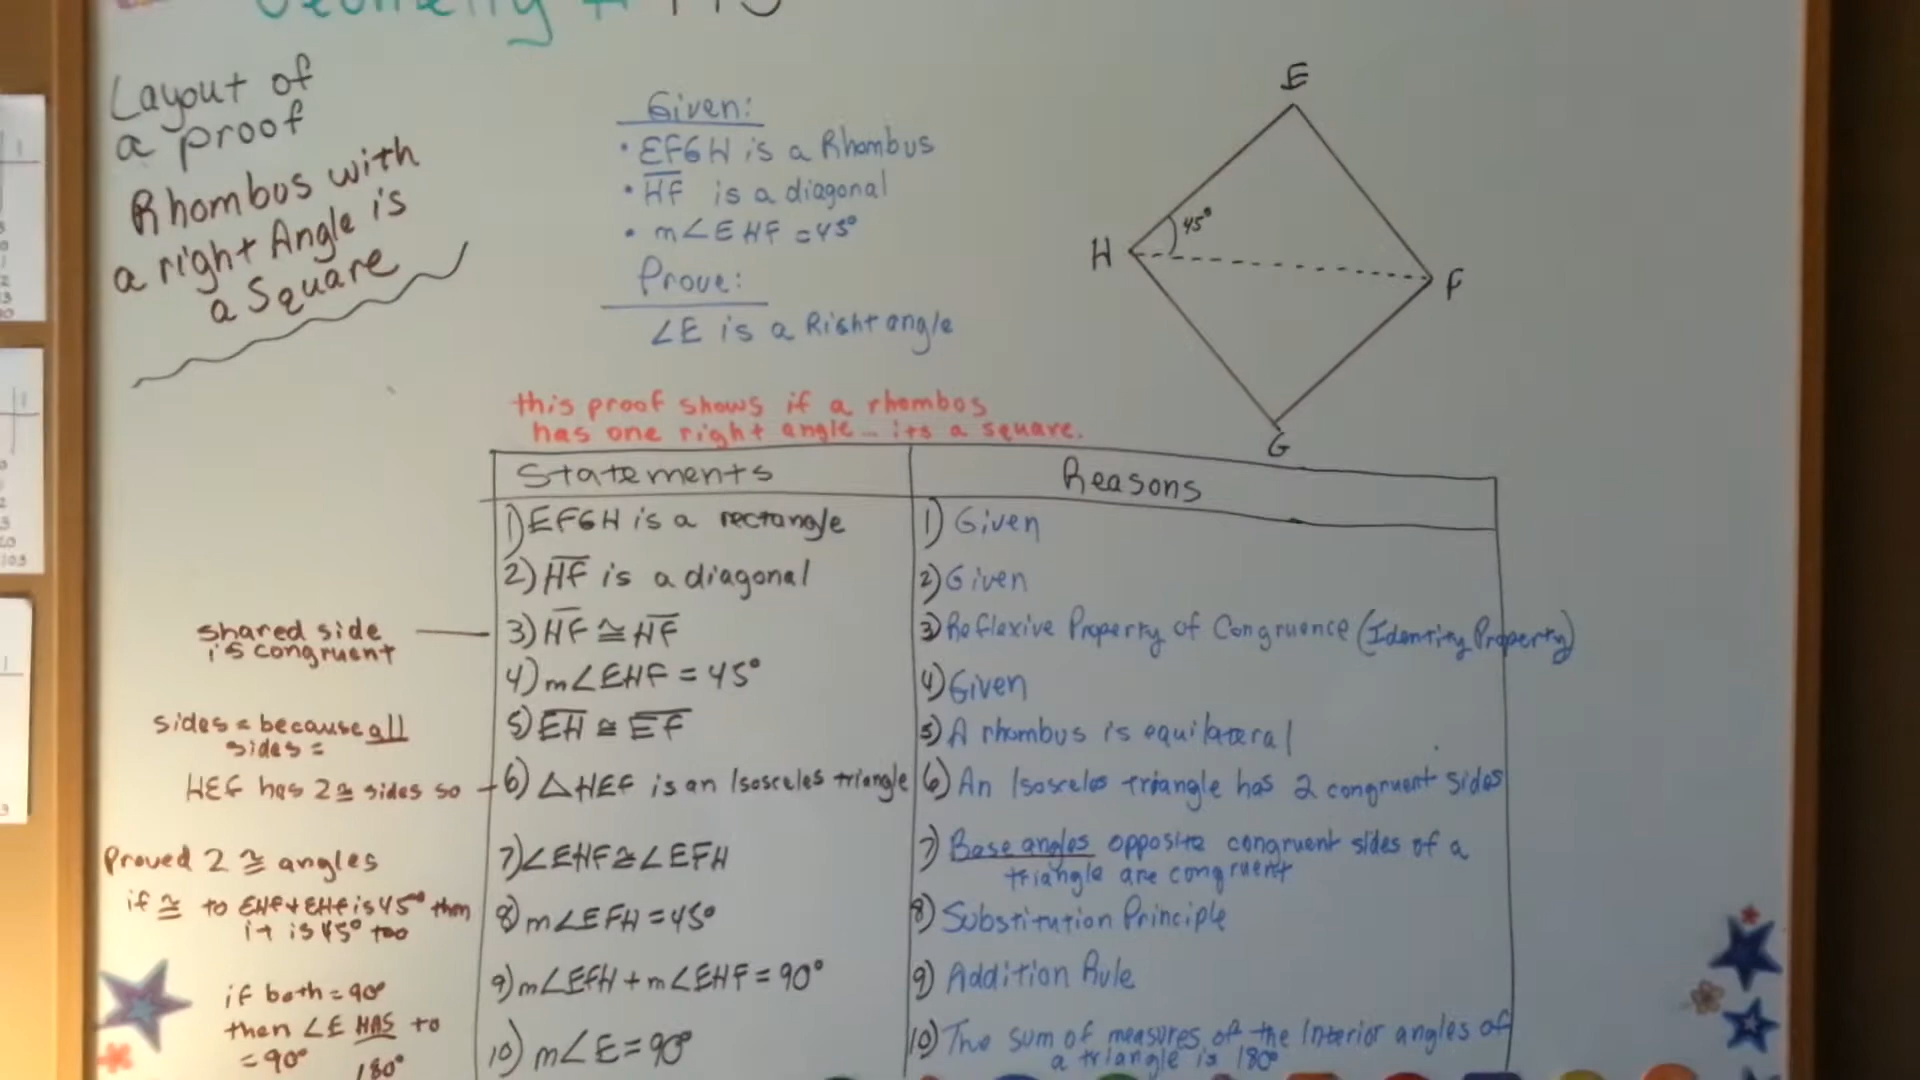 Geometry
Layout of
a proof
Rhombus with
a right Angle is
a Square
Given:
• EFGH is a Rhombus
• HF is a diagonal
• m∠EHF = 45°
Prove:
∠E is a Right angle
E
45°
H
F
G
this proof shows if a rhombos
has one right angle... its a square.
Statements
Reasons
1) EFGH is a rectangle
1) Given
2) HF is a diagonal
2) Given
shared side
is congruent
3) HF ≅ HF
3) Reflexive Property of Congruence (Identity Property)
4) m∠EHF = 45°
4) Given
sides = because all
sides =
5) EH ≅ EF
5) A rhombus is equilateral
HEF has 2 ≅ sides so
6) △HEF is an Isosceles triangle
6) An Isosceles triangle has 2 congruent sides
Proved 2 ≅ angles
7) ∠EHF ≅ ∠EFH
7) Base angles opposite congruent sides of a
triangle are congruent
if ≅ to EHF + EHF is 45° then
it is 45° too
8) m∠EFH = 45°
8) Substitution Principle
if both = 90°
then ∠E HAS to
= 90°
180°
9) m∠EFH + m∠EHF = 90°
9) Addition Rule
10) m∠E = 90°
10) The sum of measures of the Interior angles of
a triangle is 180°